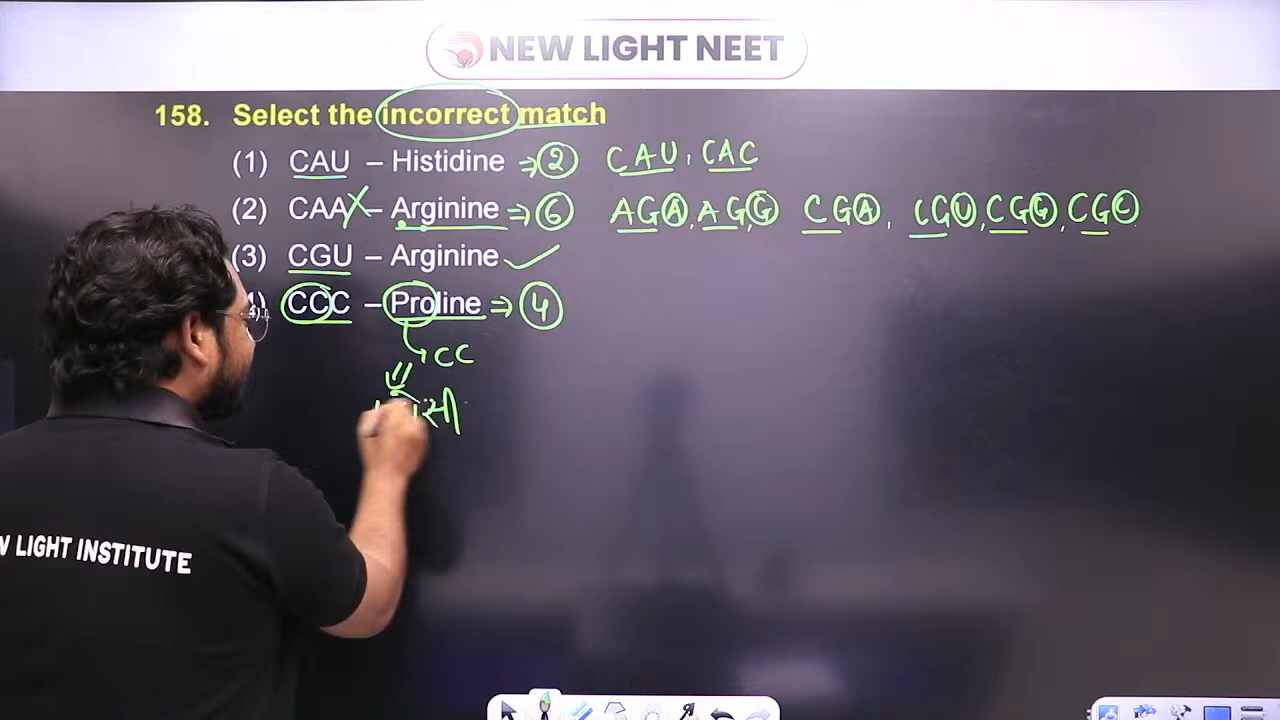 NEW LIGHT NEET
158. Select the incorrect match
(1) CAU – Histidine ⇒ 2 CAU, CAC
(2) CAA – Arginine ⇒ 6 AGA, AGG, CGA, CGU, CGG, CGC
(3) CGU – Arginine ✓
CCC – Proline ⇒ 4
CC
W LIGHT INSTITUTE